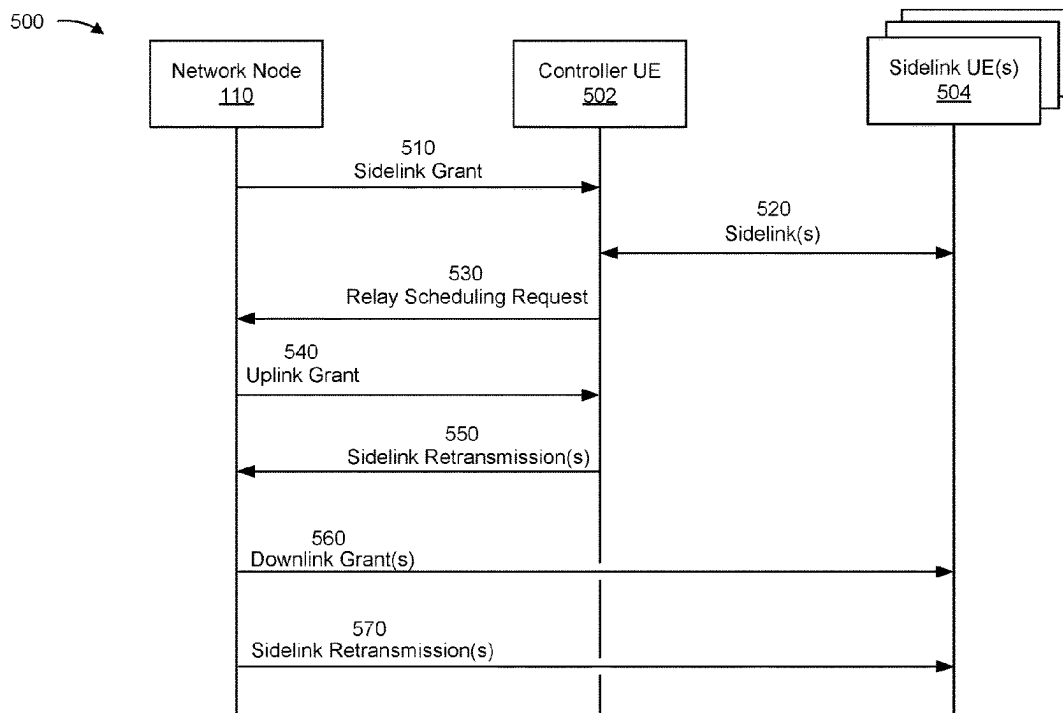 500
Network Node
110
Controller UE
502
Sidelink UE(s)
504
510
Sidelink Grant
520
Sidelink(s)
530
Relay Scheduling Request
540
Uplink Grant
550
Sidelink Retransmission(s)
560
Downlink Grant(s)
570
Sidelink Retransmission(s)